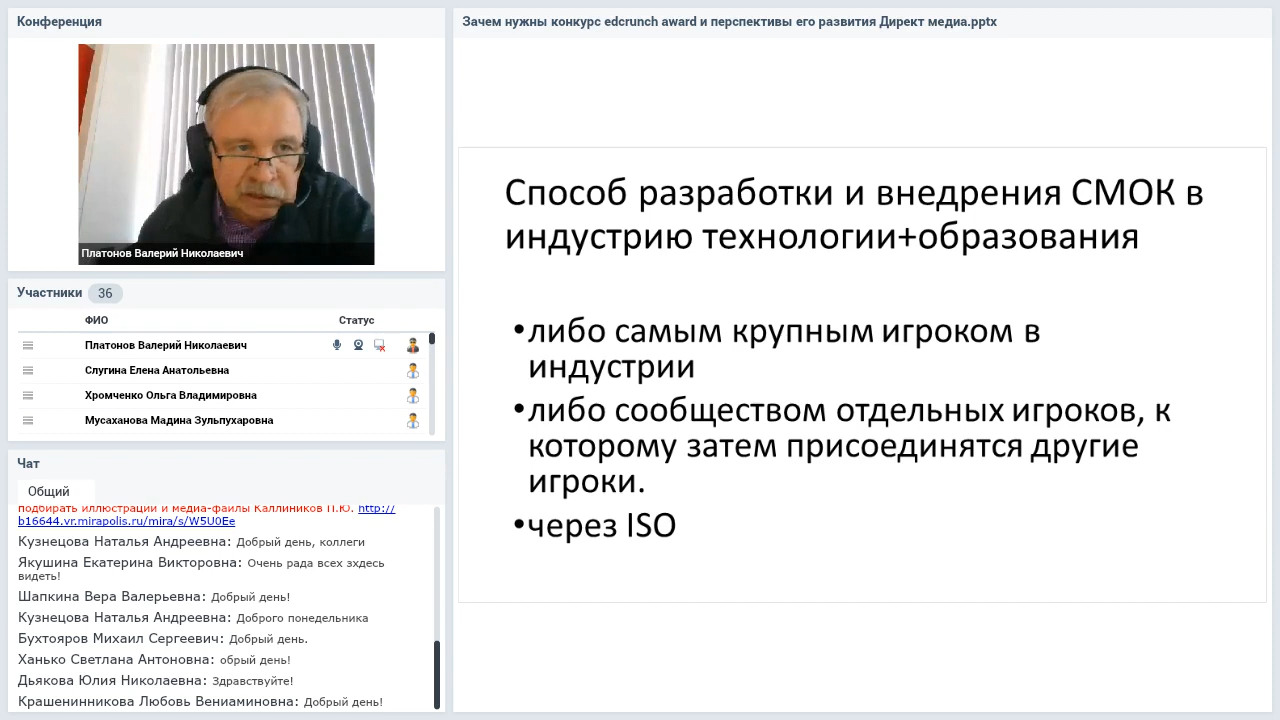 Конференция
Платонов Валерий Николаевич
Участники 36
ФИО Статус
Платонов Валерий Николаевич
Слугина Елена Анатольевна
Хромченко Ольга Владимировна
Мусаханова Мадина Зульпухаровна
Чат
Общий
подбирать иллюстрации и медиа-файлы Каллиников П.Ю. http://
b16644.vr.mirapolis.ru/mira/s/W5U0Ee
Кузнецова Наталья Андреевна: Добрый день, коллеги
Якушина Екатерина Викторовна: Очень рада всех зхдесь
видеть!
Шапкина Вера Валерьевна: Добрый день!
Кузнецова Наталья Андреевна: Доброго понедельника
Бухтояров Михаил Сергеевич: Добрый день.
Ханько Светлана Антоновна: обрый день!
Дьякова Юлия Николаевна: Здравствуйте!
Крашенинникова Любовь Вениаминовна: Добрый день!
Зачем нужны конкурс edcrunch award и перспективы его развития Директ медиа.pptx
Способ разработки и внедрения СМОК в
индустрию технологии+образования
•либо самым крупным игроком в
индустрии
•либо сообществом отдельных игроков, к
которому затем присоединятся другие
игроки.
•через ISO